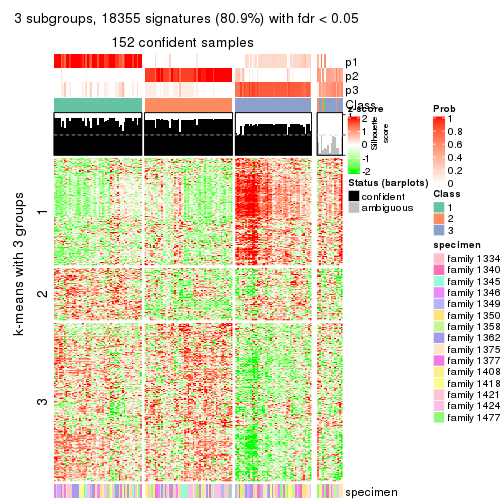 3 subgroups, 18355 signatures (80.9%) with fdr < 0.05
152 confident samples
p1
p2
p3
Class
1
0.5
0
Silhouette
score
k-means with 3 groups
1
2
3
specimen
z-score
2
1
0
-1
-2
Status (barplots)
confident
ambiguous
Prob
1
0.8
0.6
0.4
0.2
0
Class
1
2
3
specimen
family 1334
family 1340
family 1345
family 1346
family 1349
family 1350
family 1358
family 1362
family 1375
family 1377
family 1408
family 1418
family 1421
family 1424
family 1477